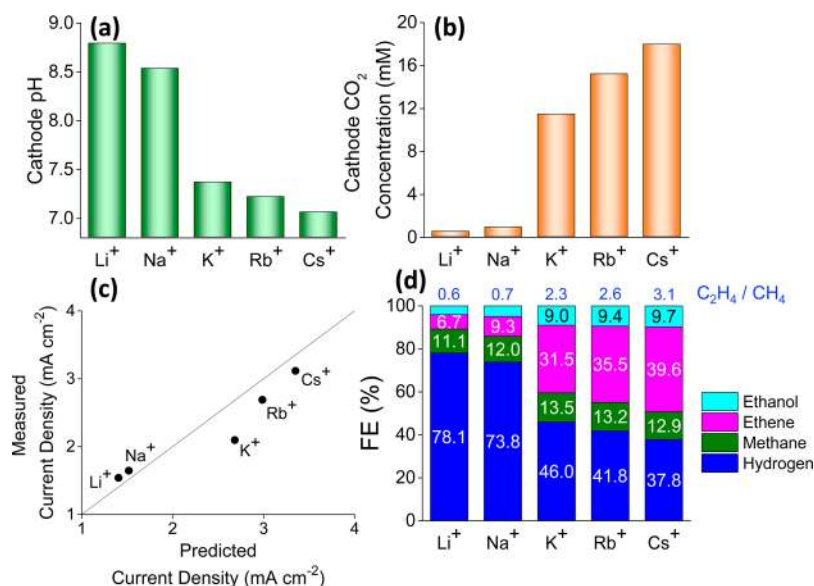 (a)
Cathode pH
9.0
8.5
8.0
7.5
7.0
Li+
Na+
K+
Rb+
Cs+
(b)
Cathode CO2
Concentration (mM)
20
16
12
8
4
0
Li+
Na+
K+
Rb+
Cs+
(c)
Measured
Current Density (mA cm-2)
4
3
2
1
Li+
Na+
K+
Rb+
Cs+
1
2
3
4
Predicted
Current Density (mA cm-2)
(d)
0.6 0.7 2.3 2.6 3.1 C2H4 / CH4
FE (%)
100
80
60
40
20
0
9.0 9.4 9.7
6.7 9.3 31.5 35.5 39.6
11.1 12.0 13.5 13.2 12.9
78.1 73.8 46.0 41.8 37.8
Li+
Na+
K+
Rb+
Cs+
Ethanol
Ethene
Methane
Hydrogen